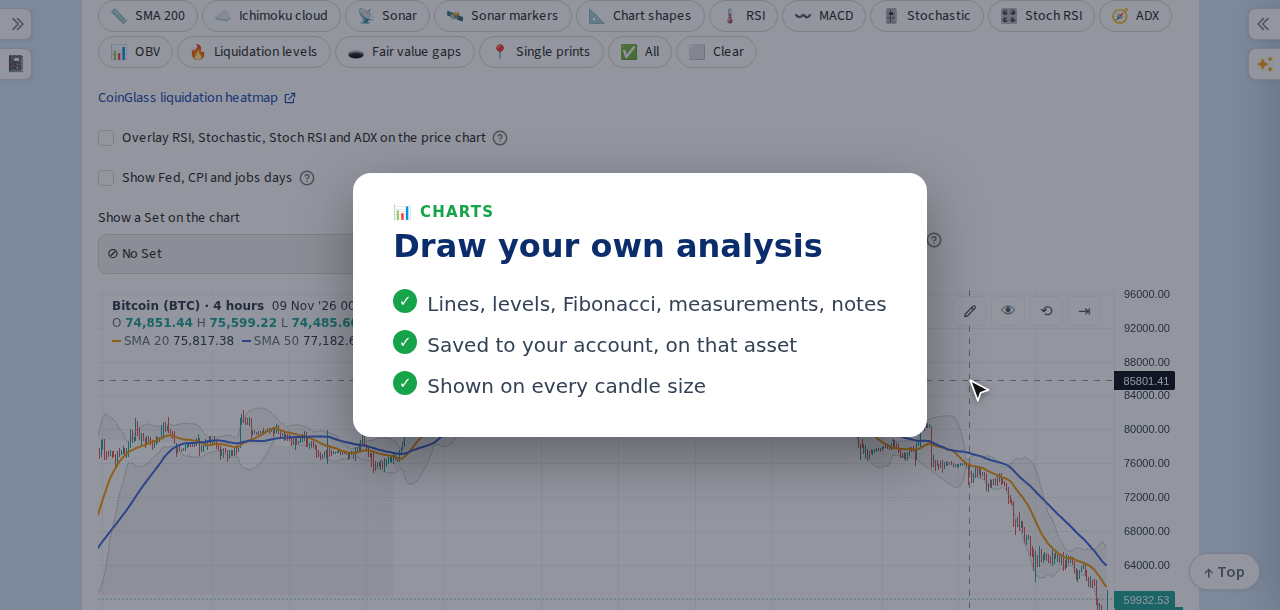 SMA 200 Ichimoku cloud Sonar Sonar markers Chart shapes RSI MACD Stochastic Stoch RSI ADX
OBV Liquidation levels Fair value gaps Single prints All Clear
CoinGlass liquidation heatmap
Overlay RSI, Stochastic, Stoch RSI and ADX on the price chart ?
Show Fed, CPI and jobs days ?
Show a Set on the chart
⊘ No Set
?
CHARTS
Draw your own analysis
✓ Lines, levels, Fibonacci, measurements, notes
✓ Saved to your account, on that asset
✓ Shown on every candle size
Bitcoin (BTC) · 4 hours 09 Nov '26 00
O 74,851.44 H 75,599.22 L 74,485.60
SMA 20 75,817.38 SMA 50 77,182.6
96000.00
92000.00
88000.00
85801.41
84000.00
80000.00
76000.00
72000.00
68000.00
64000.00
59932.53
↑ Top